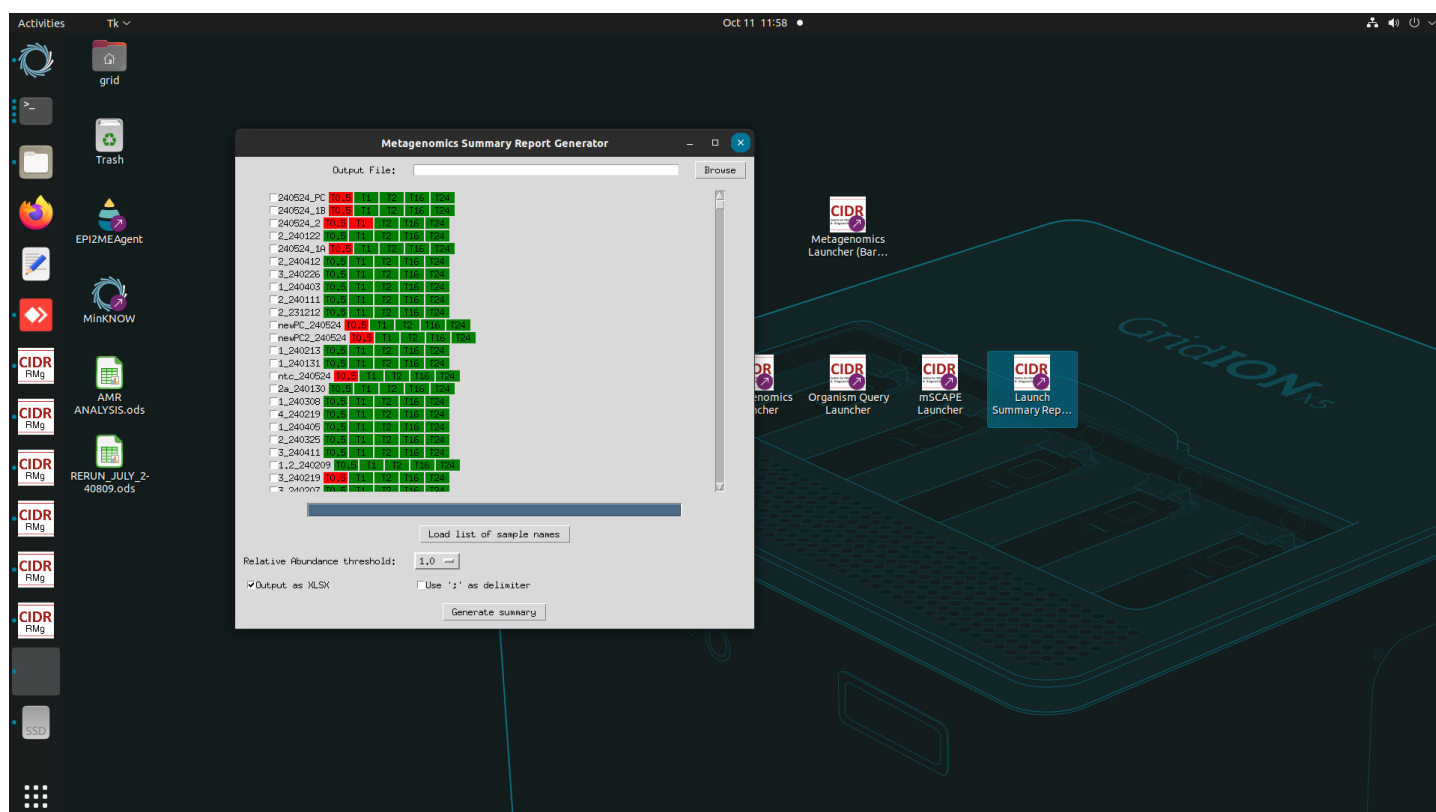 Activities Tk Oct 11 11:58
grid
Trash
EPI2MEAgent
MinKNOW
AMR
ANALYSIS.ods
RERUN_JULY_2-
40809.ods
CIDR
RMg
CIDR
RMg
CIDR
RMg
CIDR
RMg
CIDR
RMg
CIDR
RMg
SSD
Metagenomics Summary Report Generator
Output File: Browse
240524_PC T0.5 T1 T2 T16 T24
240524_1B T0.5 T1 T2 T16 T24
240524_2 T0.5 T1 T2 T16 T24
2_240122 T0.5 T1 T2 T16 T24
240524_1A T0.5 T1 T2 T16 T24
2_240412 T0.5 T1 T2 T16 T24
3_240226 T0.5 T1 T2 T16 T24
1_240403 T0.5 T1 T2 T16 T24
2_240111 T0.5 T1 T2 T16 T24
2_231212 T0.5 T1 T2 T16 T24
newPC_240524 T0.5 T1 T2 T16 T24
newPC2_240524 T0.5 T1 T2 T16 T24
1_240213 T0.5 T1 T2 T16 T24
1_240131 T0.5 T1 T2 T16 T24
ntc_240524 T0.5 T1 T2 T16 T24
2a_240130 T0.5 T1 T2 T16 T24
1_240308 T0.5 T1 T2 T16 T24
4_240219 T0.5 T1 T2 T16 T24
1_240405 T0.5 T1 T2 T16 T24
2_240325 T0.5 T1 T2 T16 T24
3_240411 T0.5 T1 T2 T16 T24
1.2_240209 T0.5 T1 T2 T16 T24
3_240219 T0.5 T1 T2 T16 T24
3_240207 T0.5 T1 T2 T16 T24
Load list of sample names
Relative Abundance threshold: 1.0
Output as XLSX Use ';' as delimiter
Generate summary
CIDR
Metagenomics
Launcher (Bar...
DR
enomics
cher
CIDR
Organism Query
Launcher
CIDR
mSCAPE
Launcher
CIDR
Launch
Summary Rep...
GridION X5